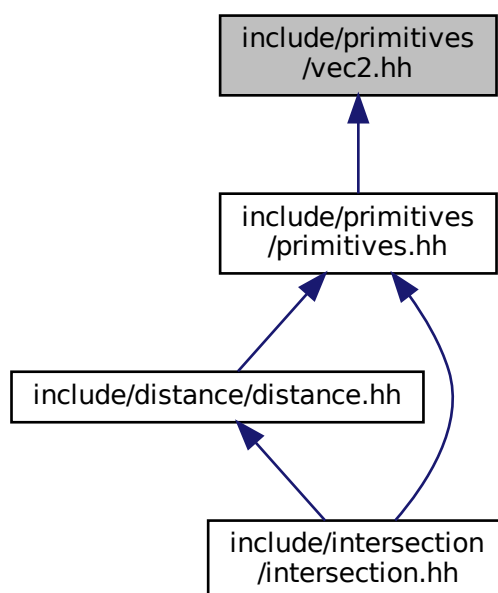 include/primitives
/vec2.hh
include/primitives
/primitives.hh
include/distance/distance.hh
include/intersection
/intersection.hh